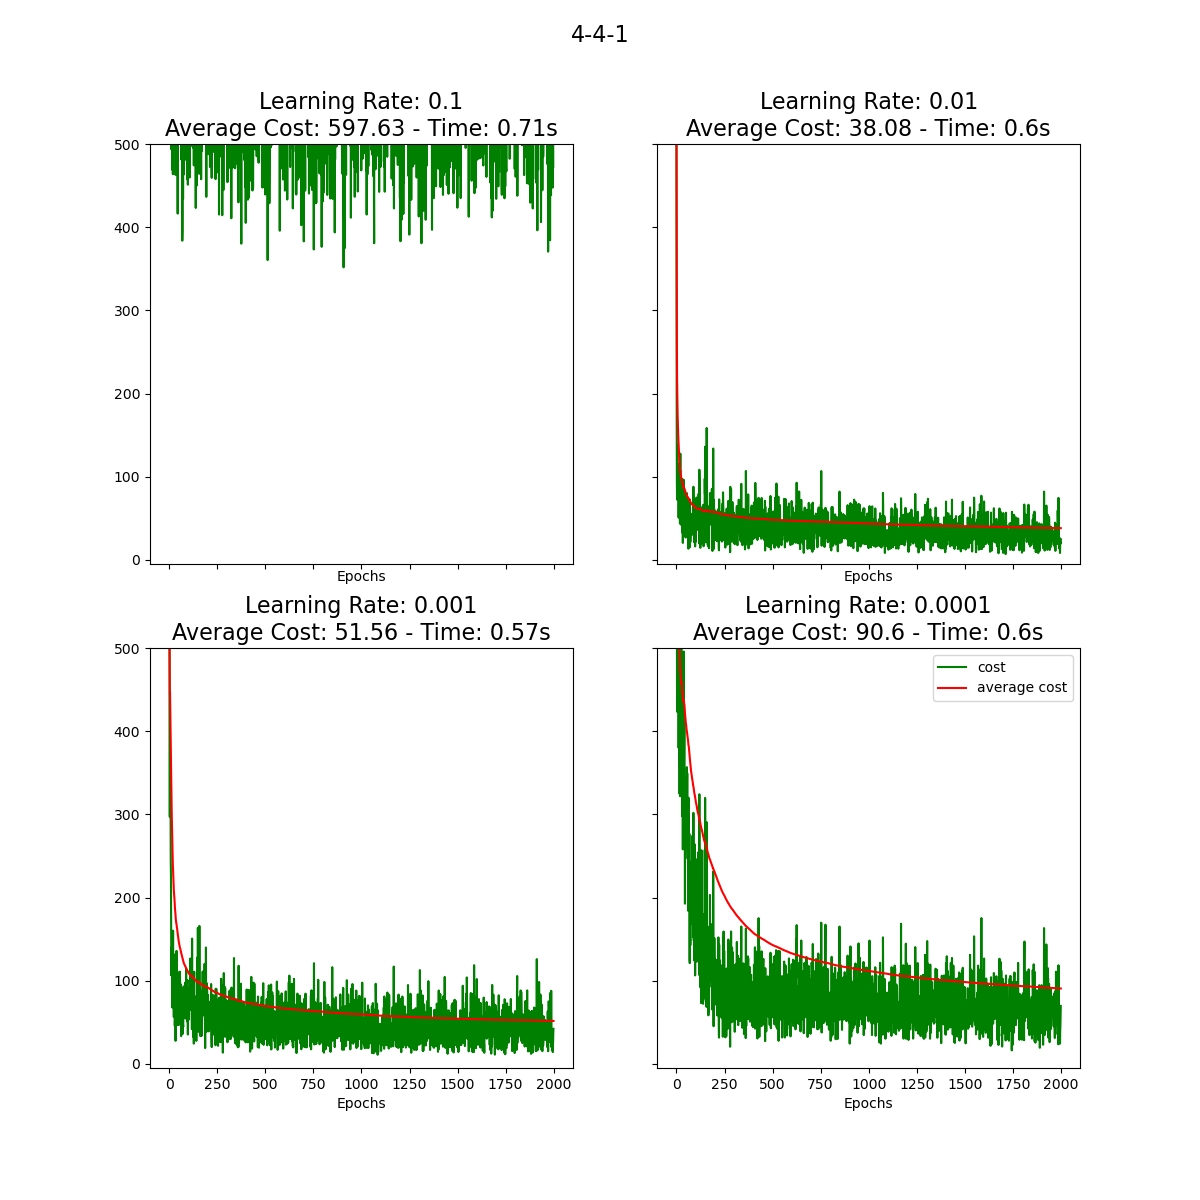 4-4-1
Learning Rate: 0.1
Average Cost: 597.63 - Time: 0.71s
500
400
300
200
100
0
Epochs
Learning Rate: 0.01
Average Cost: 38.08 - Time: 0.6s
Epochs
Learning Rate: 0.001
Average Cost: 51.56 - Time: 0.57s
500
400
300
200
100
0
0 250 500 750 1000 1250 1500 1750 2000
Epochs
Learning Rate: 0.0001
Average Cost: 90.6 - Time: 0.6s
cost
average cost
0 250 500 750 1000 1250 1500 1750 2000
Epochs